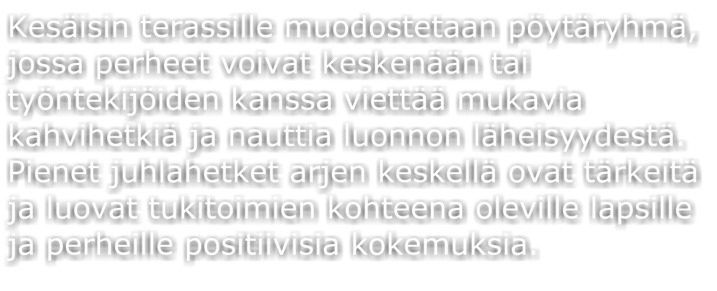 Kesäisin terassille muodostetaan pöytäryhmä,
jossa perheet voivat keskenään tai
työntekijöiden kanssa viettää mukavia
kahvihetkiä ja nauttia luonnon läheisyydestä.
Pienet juhlahetket arjen keskellä ovat tärkeitä
ja luovat tukitoimien kohteena oleville lapsille
ja perheille positiivisia kokemuksia.